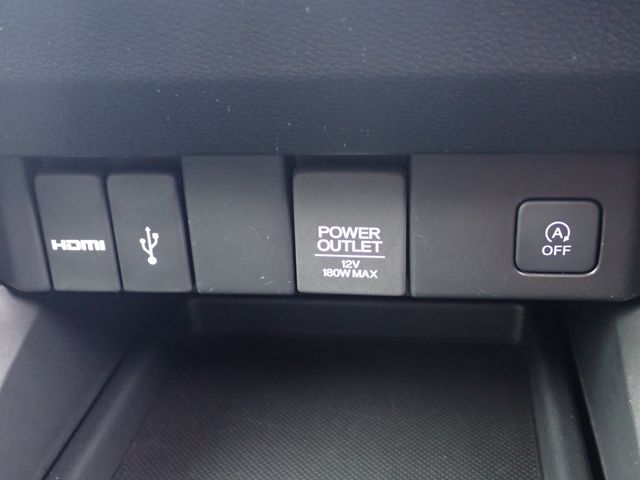 HDMI
POWER
OUTLET
12V
180W MAX
A
OFF